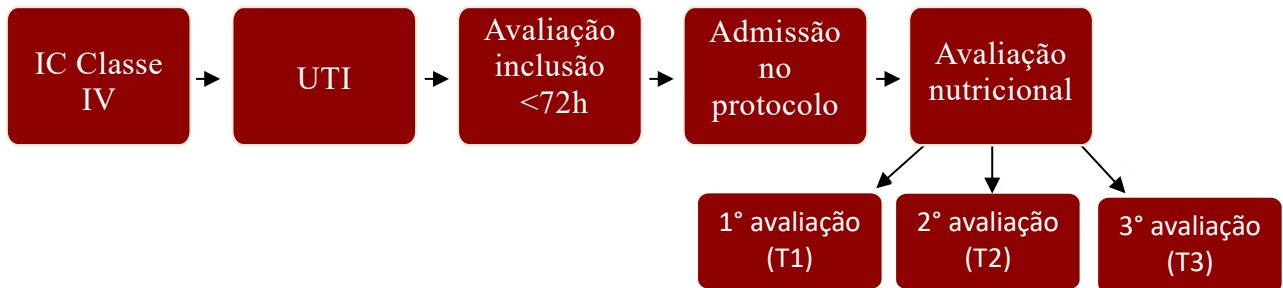 IC Classe
IV
UTI
Avaliação
inclusão
<72h
Admissão
no
protocolo
Avaliação
nutricional
1° avaliação
(T1)
2° avaliação
(T2)
3° avaliação
(T3)